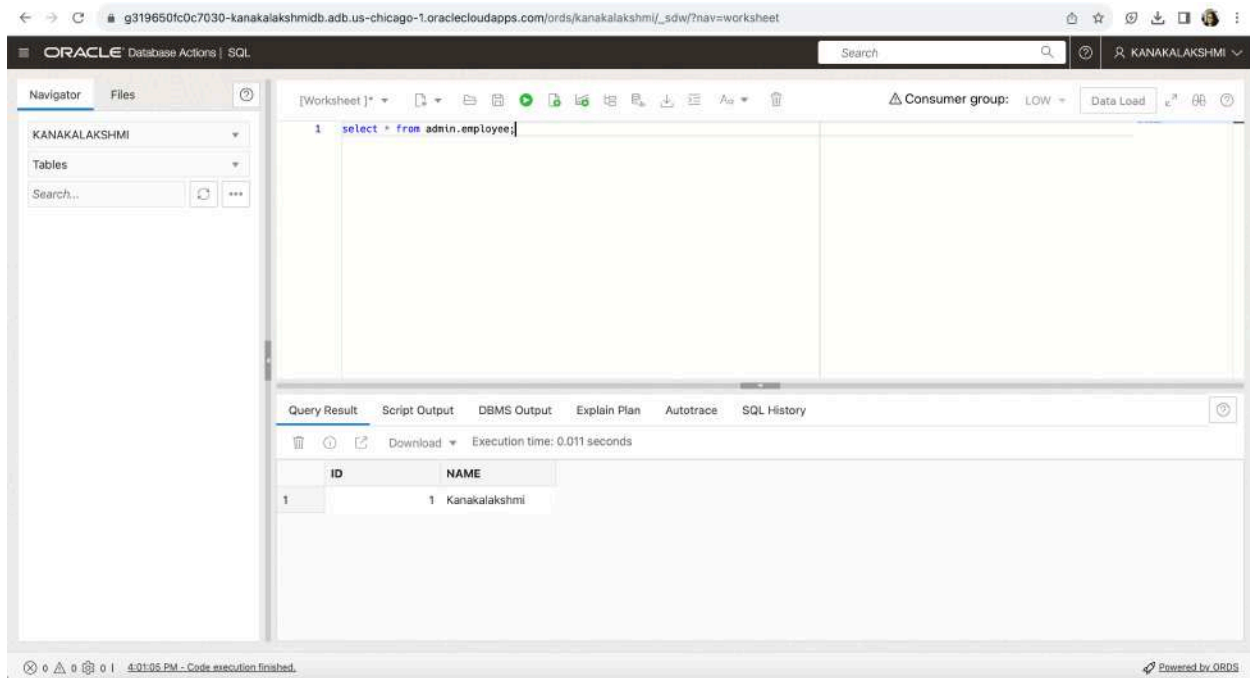 g319650fc0c7030-kanakalakshmidb.adb.us-chicago-1.oraclecloudapps.com/ords/kanakalakshmi/_sdw/?nav=worksheet
ORACLE Database Actions | SQL
Search
KANAKALAKSHMI
Navigator Files
[Worksheet]* Aa Consumer group: LOW Data Load
KANAKALAKSHMI
1 select * from admin.employee;
Tables
Search...
Query Result Script Output DBMS Output Explain Plan Autotrace SQL History
Download Execution time: 0.011 seconds
ID NAME
1 1 Kanakalakshmi
0 0 0 | 4:01:05 PM - Code execution finished. Powered by ORDS